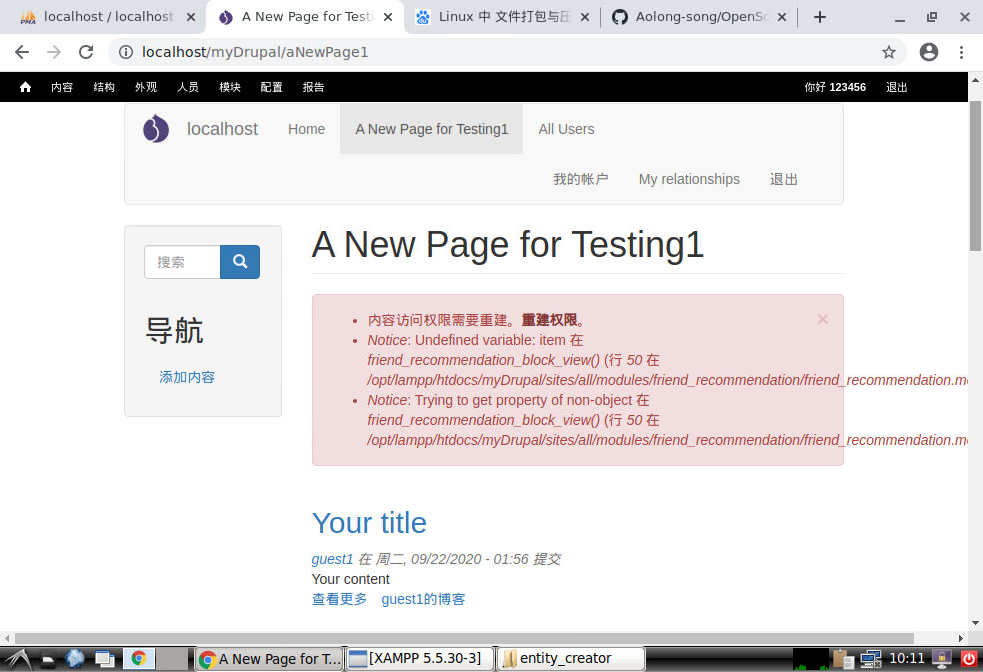 localhost / localhost
A New Page for Testi
Linux 中 文件打包与压
Aolong-song/OpenSo
localhost/myDrupal/aNewPage1
内容 结构 外观 人员 模块 配置 报告 你好 123456 退出
localhost Home A New Page for Testing1 All Users
我的帐户 My relationships 退出
搜索
导航
添加内容
A New Page for Testing1
内容访问权限需要重建。重建权限。
Notice: Undefined variable: item 在
friend_recommendation_block_view() (行 50 在
/opt/lampp/htdocs/myDrupal/sites/all/modules/friend_recommendation/friend_recommendation.m
Notice: Trying to get property of non-object 在
friend_recommendation_block_view() (行 50 在
/opt/lampp/htdocs/myDrupal/sites/all/modules/friend_recommendation/friend_recommendation.m
Your title
guest1 在 周二, 09/22/2020 - 01:56 提交
Your content
查看更多 guest1的博客
A New Page for T... [XAMPP 5.5.30-3] entity_creator 10:11